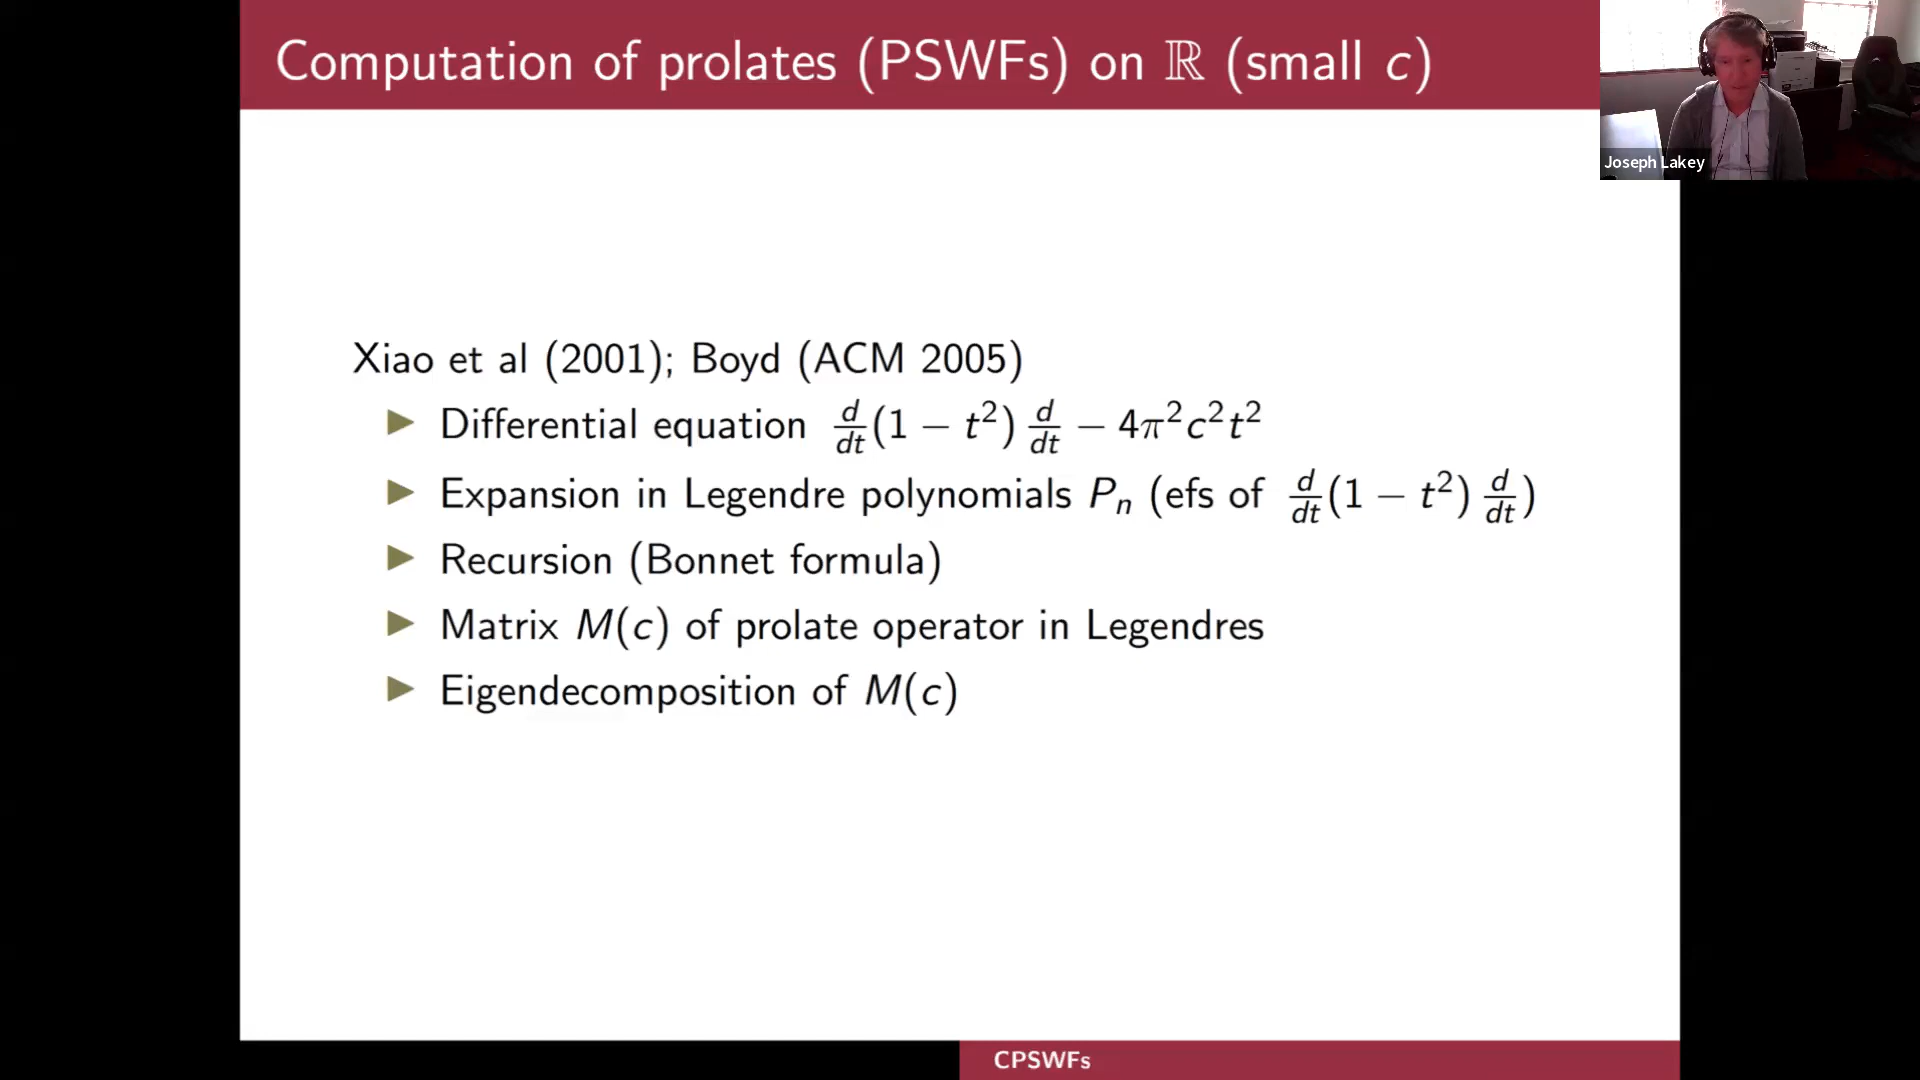 Computation of prolates (PSWFs) on ℝ (small c)
Joseph Lakey
Xiao et al (2001); Boyd (ACM 2005)
▶ Differential equation d/dt(1 − t²) d/dt − 4π²c²t²
▶ Expansion in Legendre polynomials Pₙ (efs of d/dt(1 − t²) d/dt)
▶ Recursion (Bonnet formula)
▶ Matrix M(c) of prolate operator in Legendres
▶ Eigendecomposition of M(c)
CPSWFs